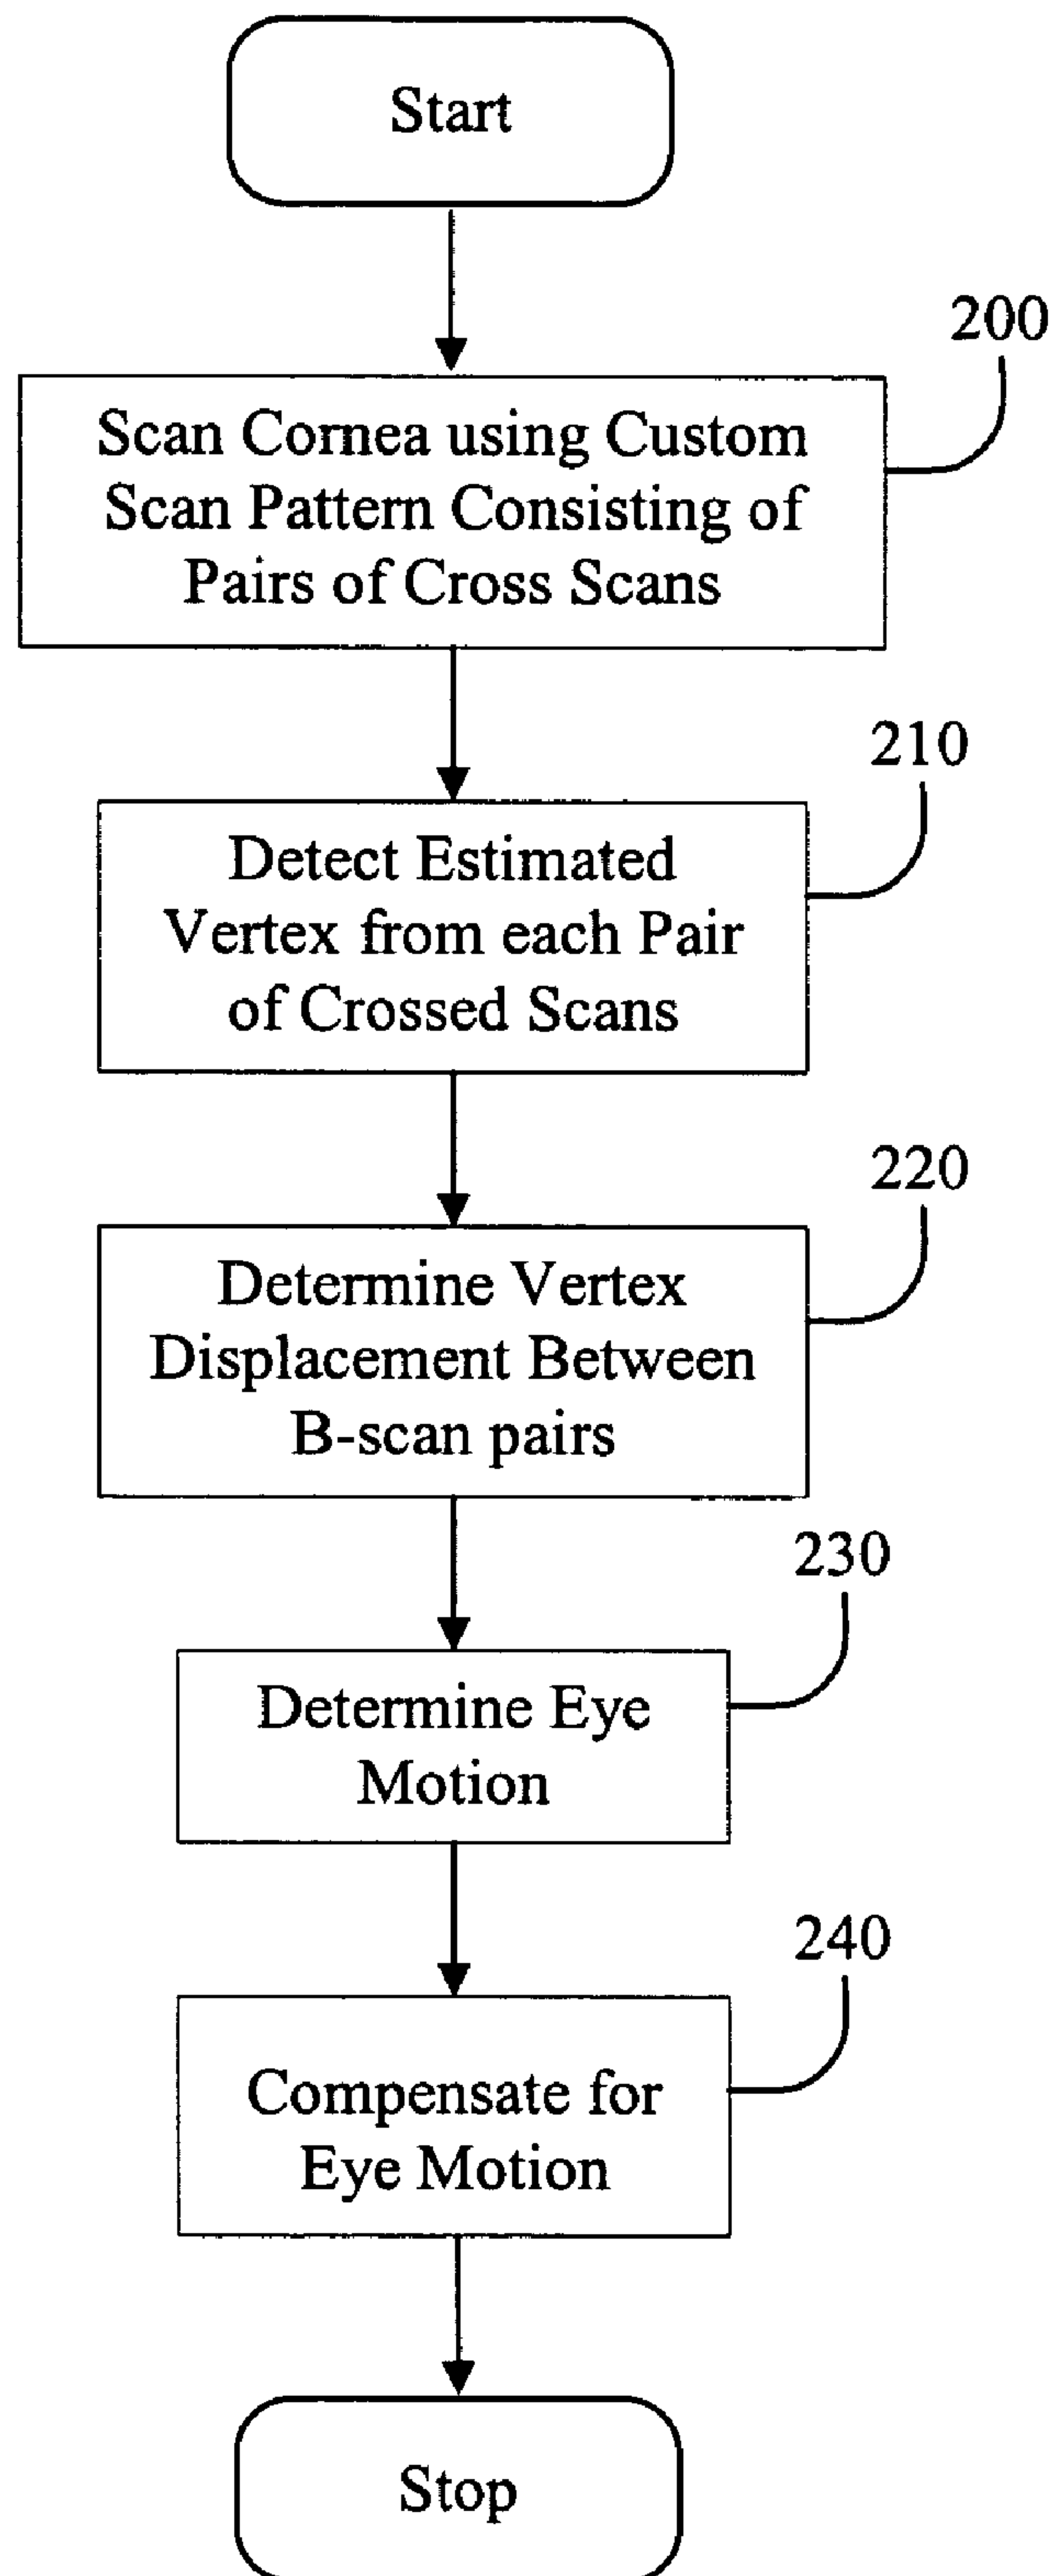 Start
200
Scan Cornea using Custom
Scan Pattern Consisting of
Pairs of Cross Scans
210
Detect Estimated
Vertex from each Pair
of Crossed Scans
220
Determine Vertex
Displacement Between
B-scan pairs
230
Determine Eye
Motion
240
Compensate for
Eye Motion
Stop